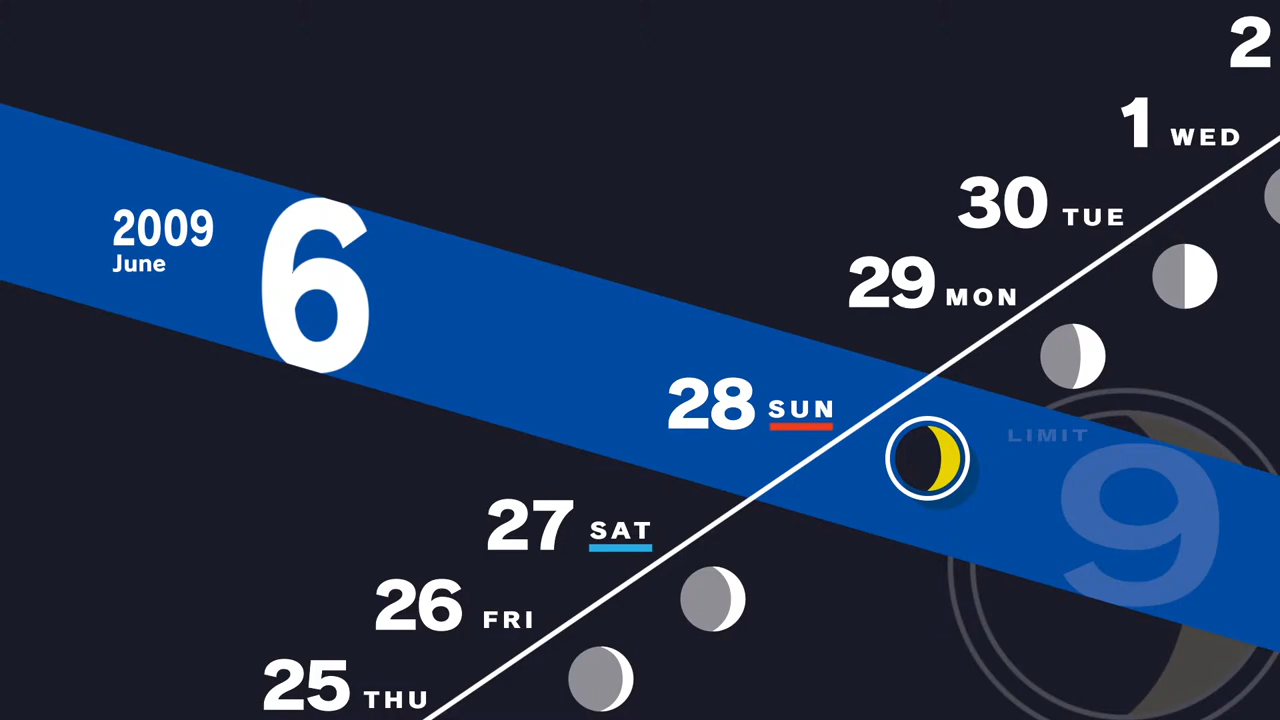 2
1 WED
30 TUE
29 MON
2009
June
6
28 SUN
LIMIT
9
27 SAT
26 FRI
25 THU